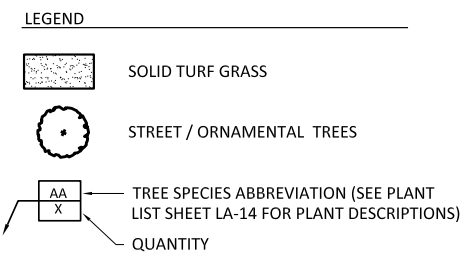 LEGEND
SOLID TURF GRASS
STREET / ORNAMENTAL TREES
AA
X
TREE SPECIES ABBREVIATION (SEE PLANT
LIST SHEET LA-14 FOR PLANT DESCRIPTIONS)
QUANTITY